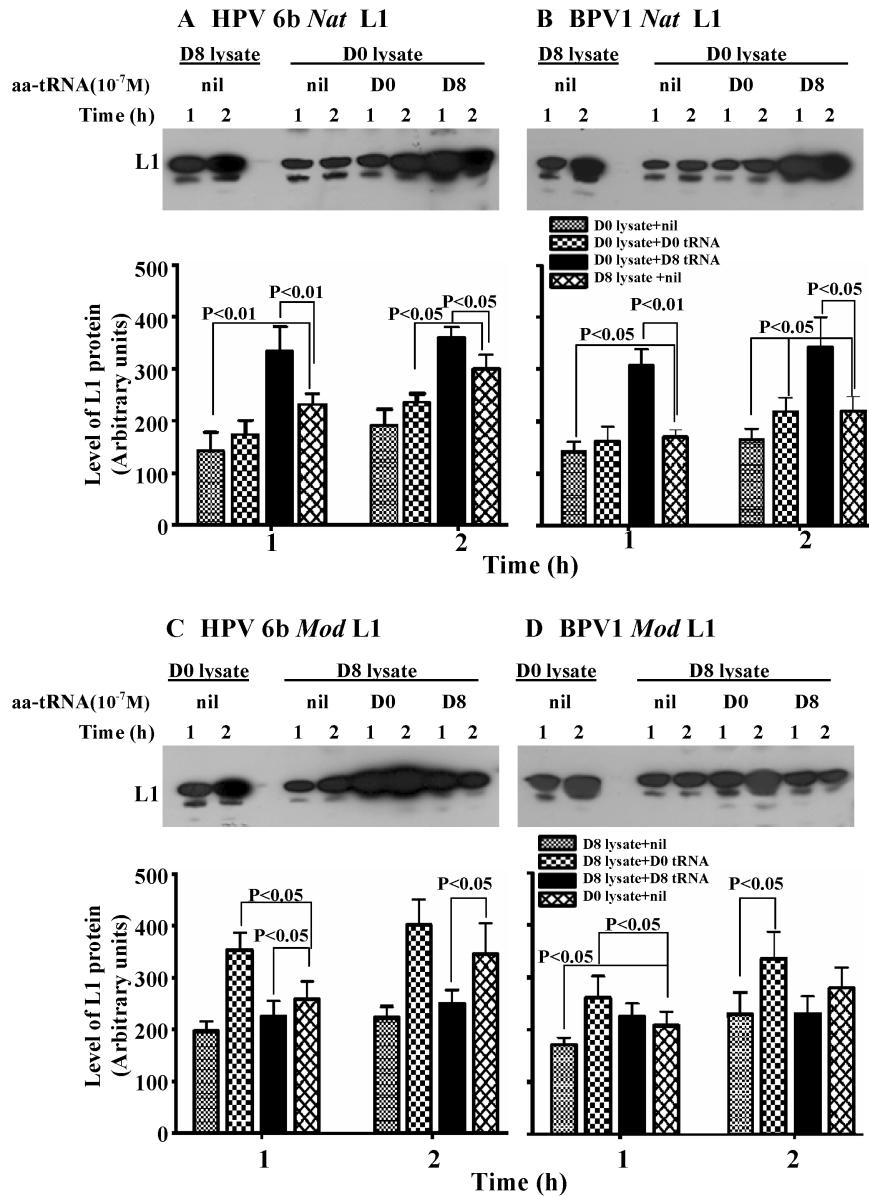 A HPV 6b Nat L1
D8 lysate D0 lysate
aa-tRNA(10⁻⁷M) nil nil D0 D8
Time (h) 1 2 1 2 1 2 1 2
L1
B BPV1 Nat L1
D8 lysate D0 lysate
nil nil D0 D8
1 2 1 2 1 2 1 2
D0 lysate+nil
D0 lysate+D0 tRNA
D0 lysate+D8 tRNA
D8 lysate +nil
Level of L1 protein
(Arbitrary units)
500
400
300
200
100
0
P<0.01
P<0.01
P<0.05
P<0.05
1 2
P<0.05
P<0.01
P<0.05
P<0.05
1 2
Time (h)
C HPV 6b Mod L1
D0 lysate D8 lysate
aa-tRNA(10⁻⁷M) nil nil D0 D8
Time (h) 1 2 1 2 1 2 1 2
L1
D BPV1 Mod L1
D0 lysate D8 lysate
nil nil D0 D8
1 2 1 2 1 2 1 2
D8 lysate+nil
D8 lysate+D0 tRNA
D8 lysate+D8 tRNA
D0 lysate+nil
Level of L1 protein
(Arbitrary units)
500
400
300
200
100
0
P<0.05
P<0.05
P<0.05
1 2
P<0.05
P<0.05
P<0.05
1 2
Time (h)